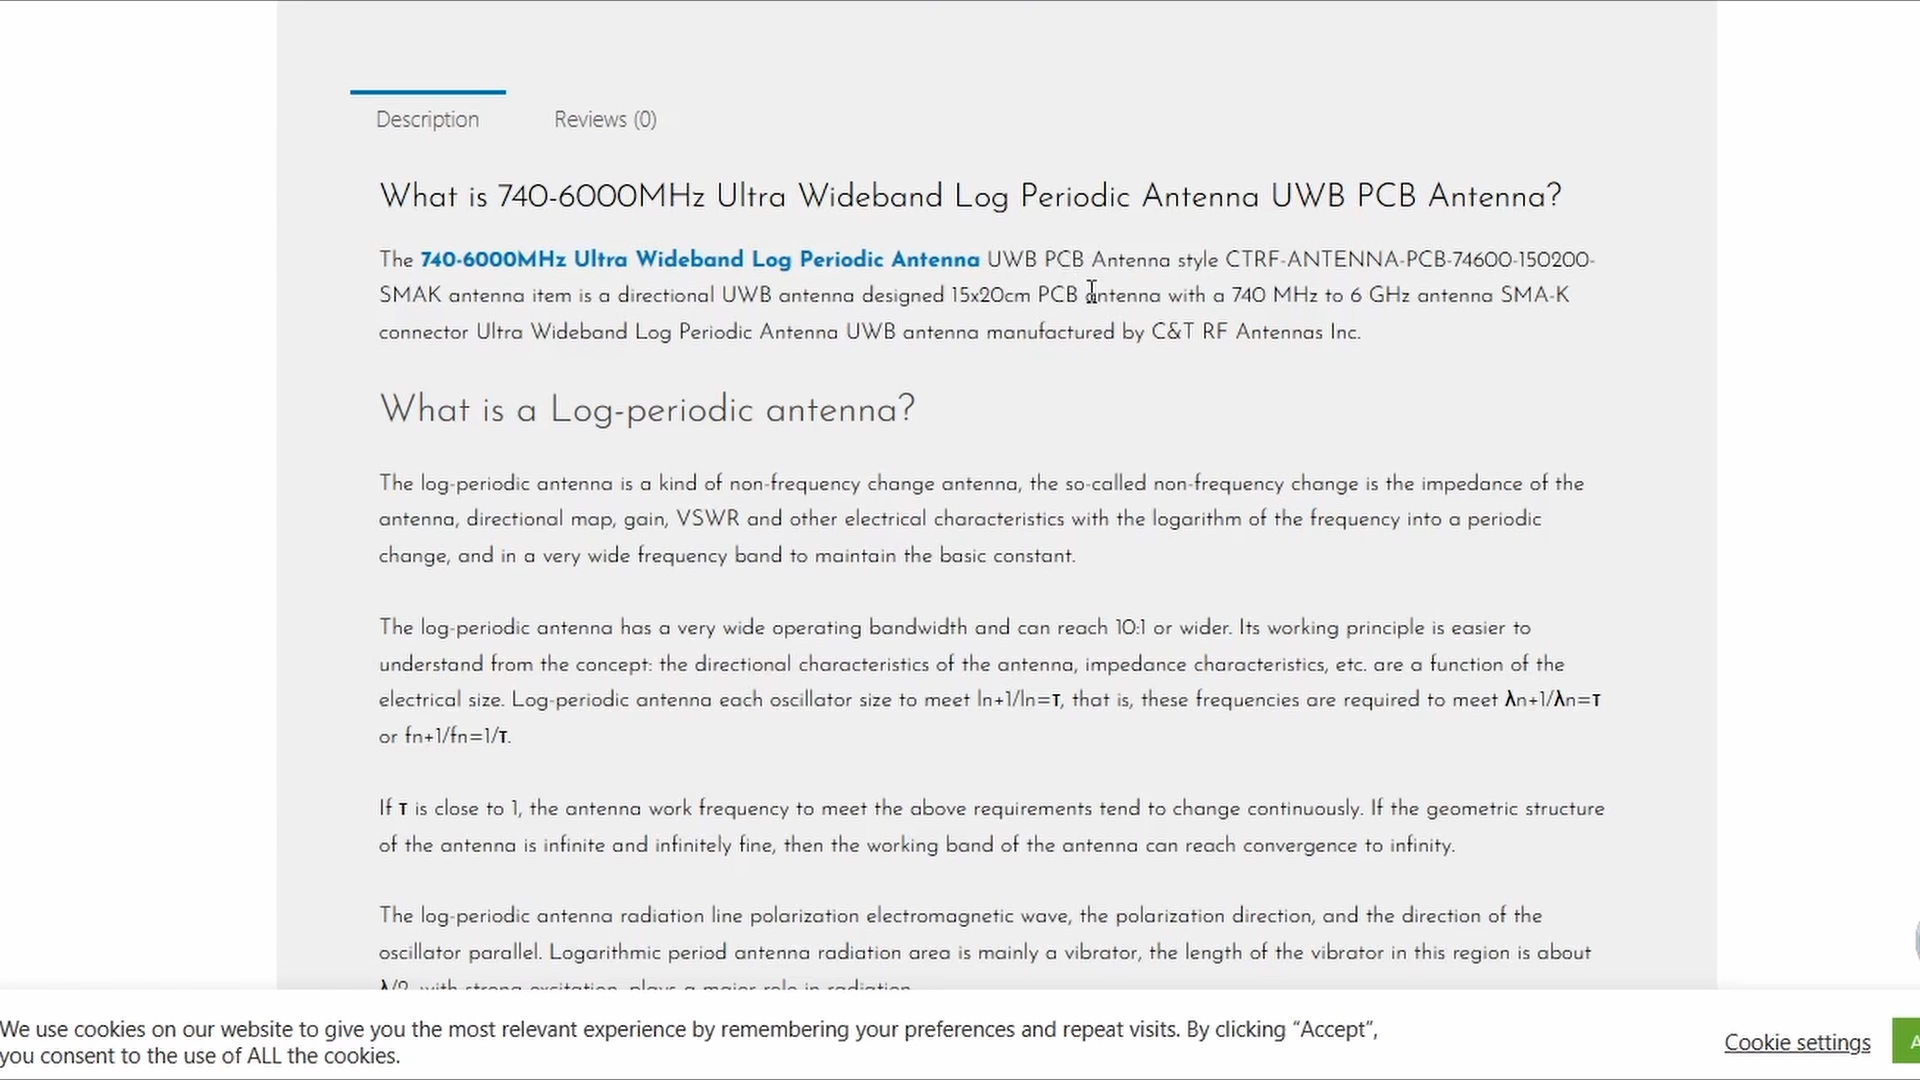 Description Reviews (0)
What is 740-6000MHz Ultra Wideband Log Periodic Antenna UWB PCB Antenna?
The 740-6000MHz Ultra Wideband Log Periodic Antenna UWB PCB Antenna style CTRF-ANTENNA-PCB-74600-150200-
SMAK antenna item is a directional UWB antenna designed 15x20cm PCB antenna with a 740 MHz to 6 GHz antenna SMA-K
connector Ultra Wideband Log Periodic Antenna UWB antenna manufactured by C&T RF Antennas Inc.
What is a Log-periodic antenna?
The log-periodic antenna is a kind of non-frequency change antenna, the so-called non-frequency change is the impedance of the
antenna, directional map, gain, VSWR and other electrical characteristics with the logarithm of the frequency into a periodic
change, and in a very wide frequency band to maintain the basic constant.
The log-periodic antenna has a very wide operating bandwidth and can reach 10:1 or wider. Its working principle is easier to
understand from the concept: the directional characteristics of the antenna, impedance characteristics, etc. are a function of the
electrical size. Log-periodic antenna each oscillator size to meet ln+1/ln=τ, that is, these frequencies are required to meet λn+1/λn=τ
or fn+1/fn=1/τ.
If τ is close to 1, the antenna work frequency to meet the above requirements tend to change continuously. If the geometric structure
of the antenna is infinite and infinitely fine, then the working band of the antenna can reach convergence to infinity.
The log-periodic antenna radiation line polarization electromagnetic wave, the polarization direction, and the direction of the
oscillator parallel. Logarithmic period antenna radiation area is mainly a vibrator, the length of the vibrator in this region is about
λ/2, with strong excitation, plays a major role in radiation.
We use cookies on our website to give you the most relevant experience by remembering your preferences and repeat visits. By clicking “Accept”,
you consent to the use of ALL the cookies.
Cookie settings